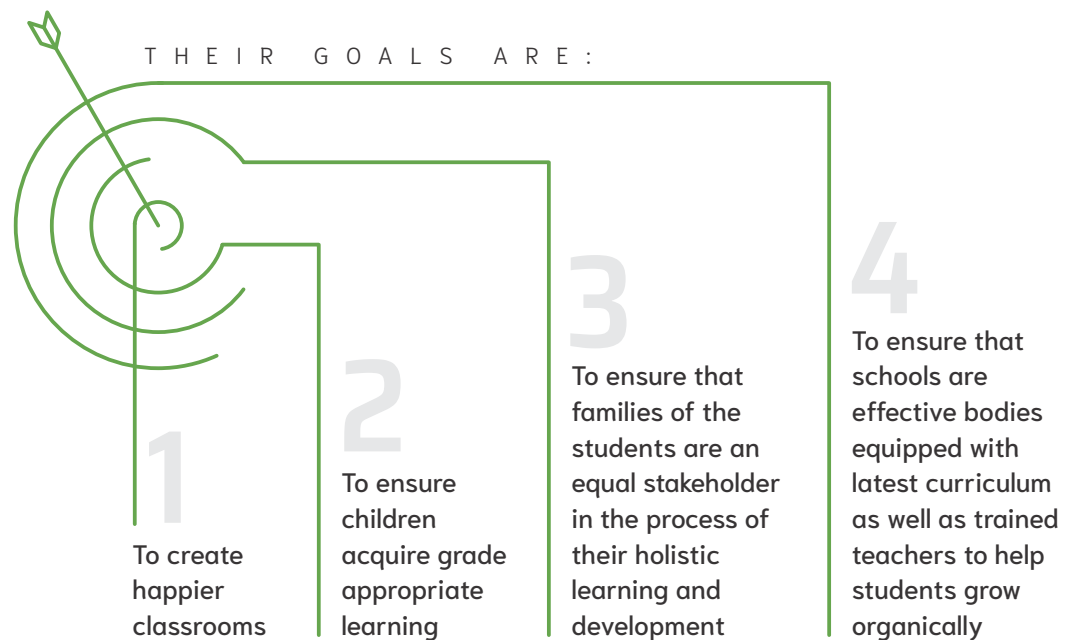 THEIR GOALS ARE:
1
To create
happier
classrooms
2
To ensure
children
acquire grade
appropriate
learning
3
To ensure that
families of the
students are an
equal stakeholder
in the process of
their holistic
learning and
development
4
To ensure that
schools are
effective bodies
equipped with
latest curriculum
as well as trained
teachers to help
students grow
organically